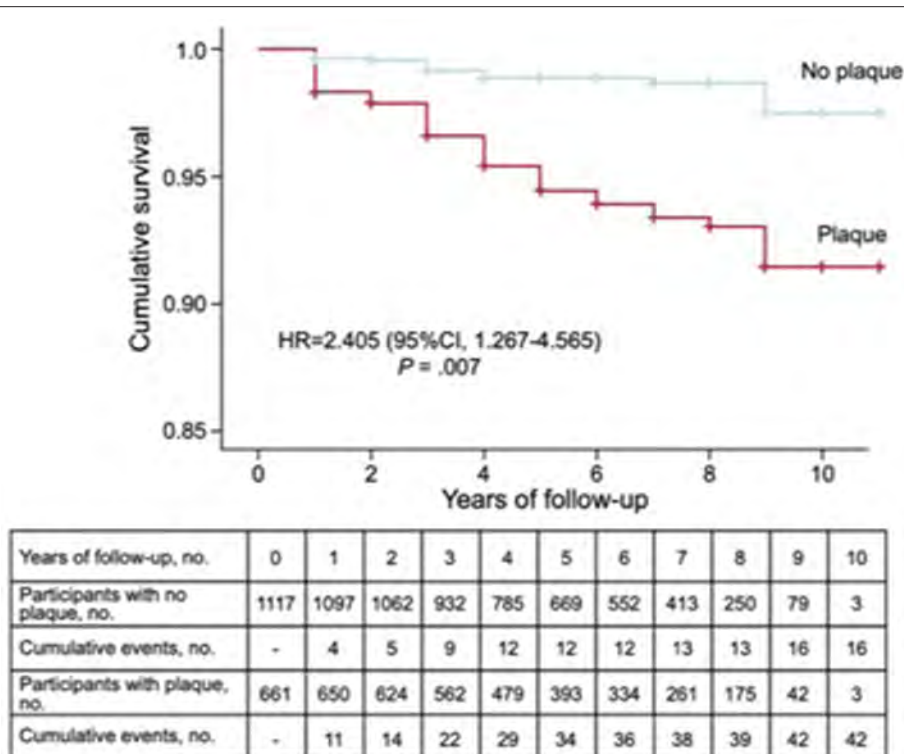 1.0
No plaque
0.95
Plaque
0.90
HR=2.405 (95%CI, 1.267-4.565)
P = .007
0.85
Cumulative survival
0 2 4 6 8 10
Years of follow-up
Years of follow-up, no. 0 1 2 3 4 5 6 7 8 9 10
Participants with no
plaque, no. 1117 1097 1062 932 785 669 552 413 250 79 3
Cumulative events, no. - 4 5 9 12 12 12 13 13 16 16
Participants with plaque,
no. 661 650 624 562 479 393 334 261 175 42 3
Cumulative events, no. - 11 14 22 29 34 36 38 39 42 42